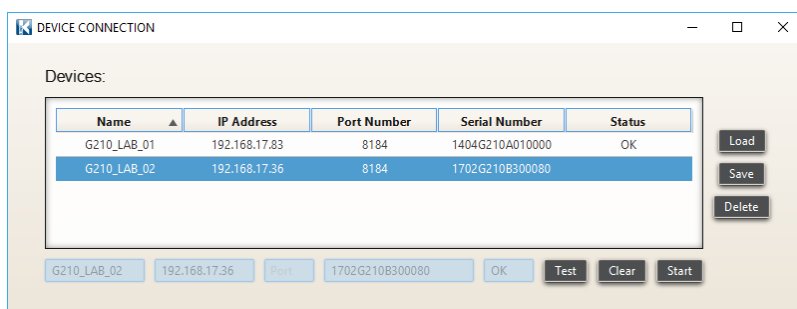 DEVICE CONNECTION
Devices:
Name IP Address Port Number Serial Number Status
G210_LAB_01 192.168.17.83 8184 1404G210A010000 OK
Load
G210_LAB_02 192.168.17.36 8184 1702G210B300080
Save
Delete
G210_LAB_02 192.168.17.36 Port 1702G210B300080 OK Test Clear Start